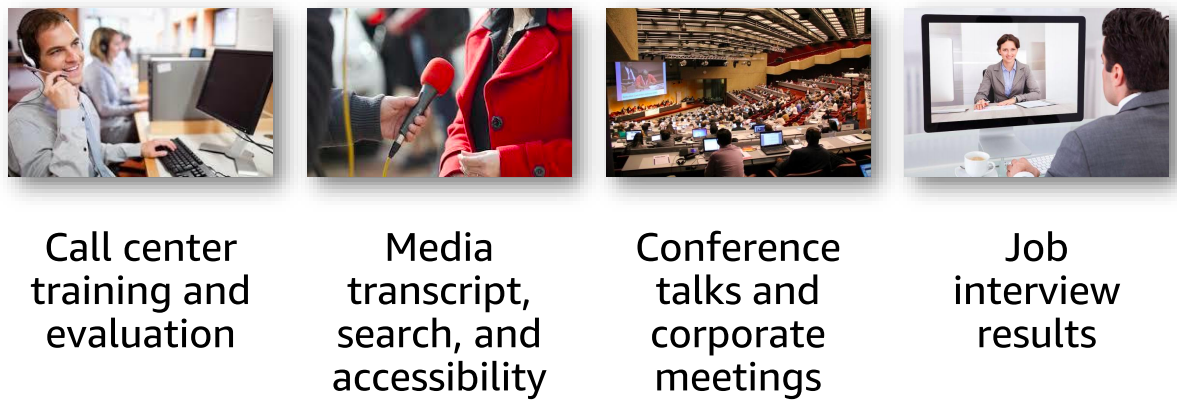 Call center
training and
evaluation
Media
transcript,
search, and
accessibility
Conference
talks and
corporate
meetings
Job
interview
results